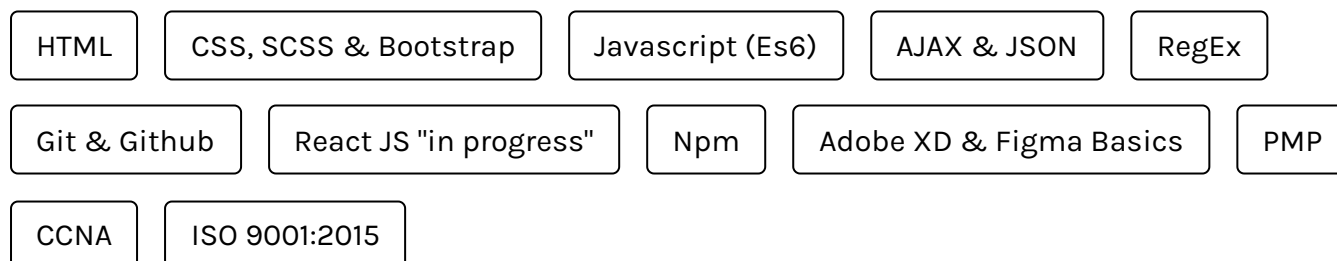 HTML CSS, SCSS & Bootstrap Javascript (Es6) AJAX & JSON RegEx
Git & Github React JS "in progress" Npm Adobe XD & Figma Basics PMP
CCNA ISO 9001:2015